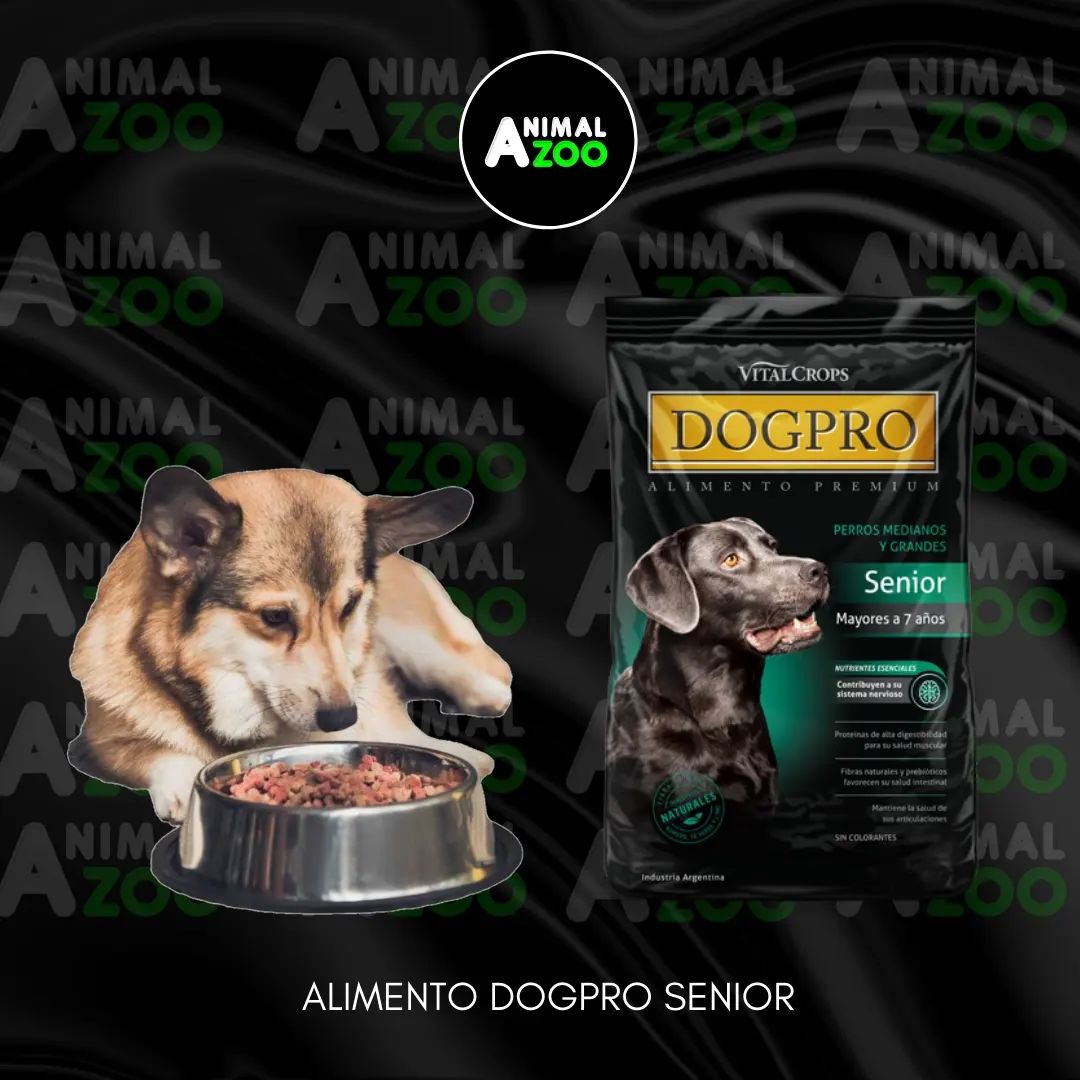 ANIMAL
ZOO
VITALCROPS
DOGPRO
ALIMENTO PREMIUM
PERROS MEDIANOS
Y GRANDES
Senior
Mayores a 7 años
NUTRIENTES ESENCIALES
Contribuyen a su
sistema nervioso
Proteínas de alta digestibilidad
para su salud muscular
Fibras naturales y prebióticos
favorecen su salud intestinal
Mantiene la salud de
sus articulaciones
SIN COLORANTES
NATURALES
Industria Argentina
ALIMENTO DOGPRO SENIOR